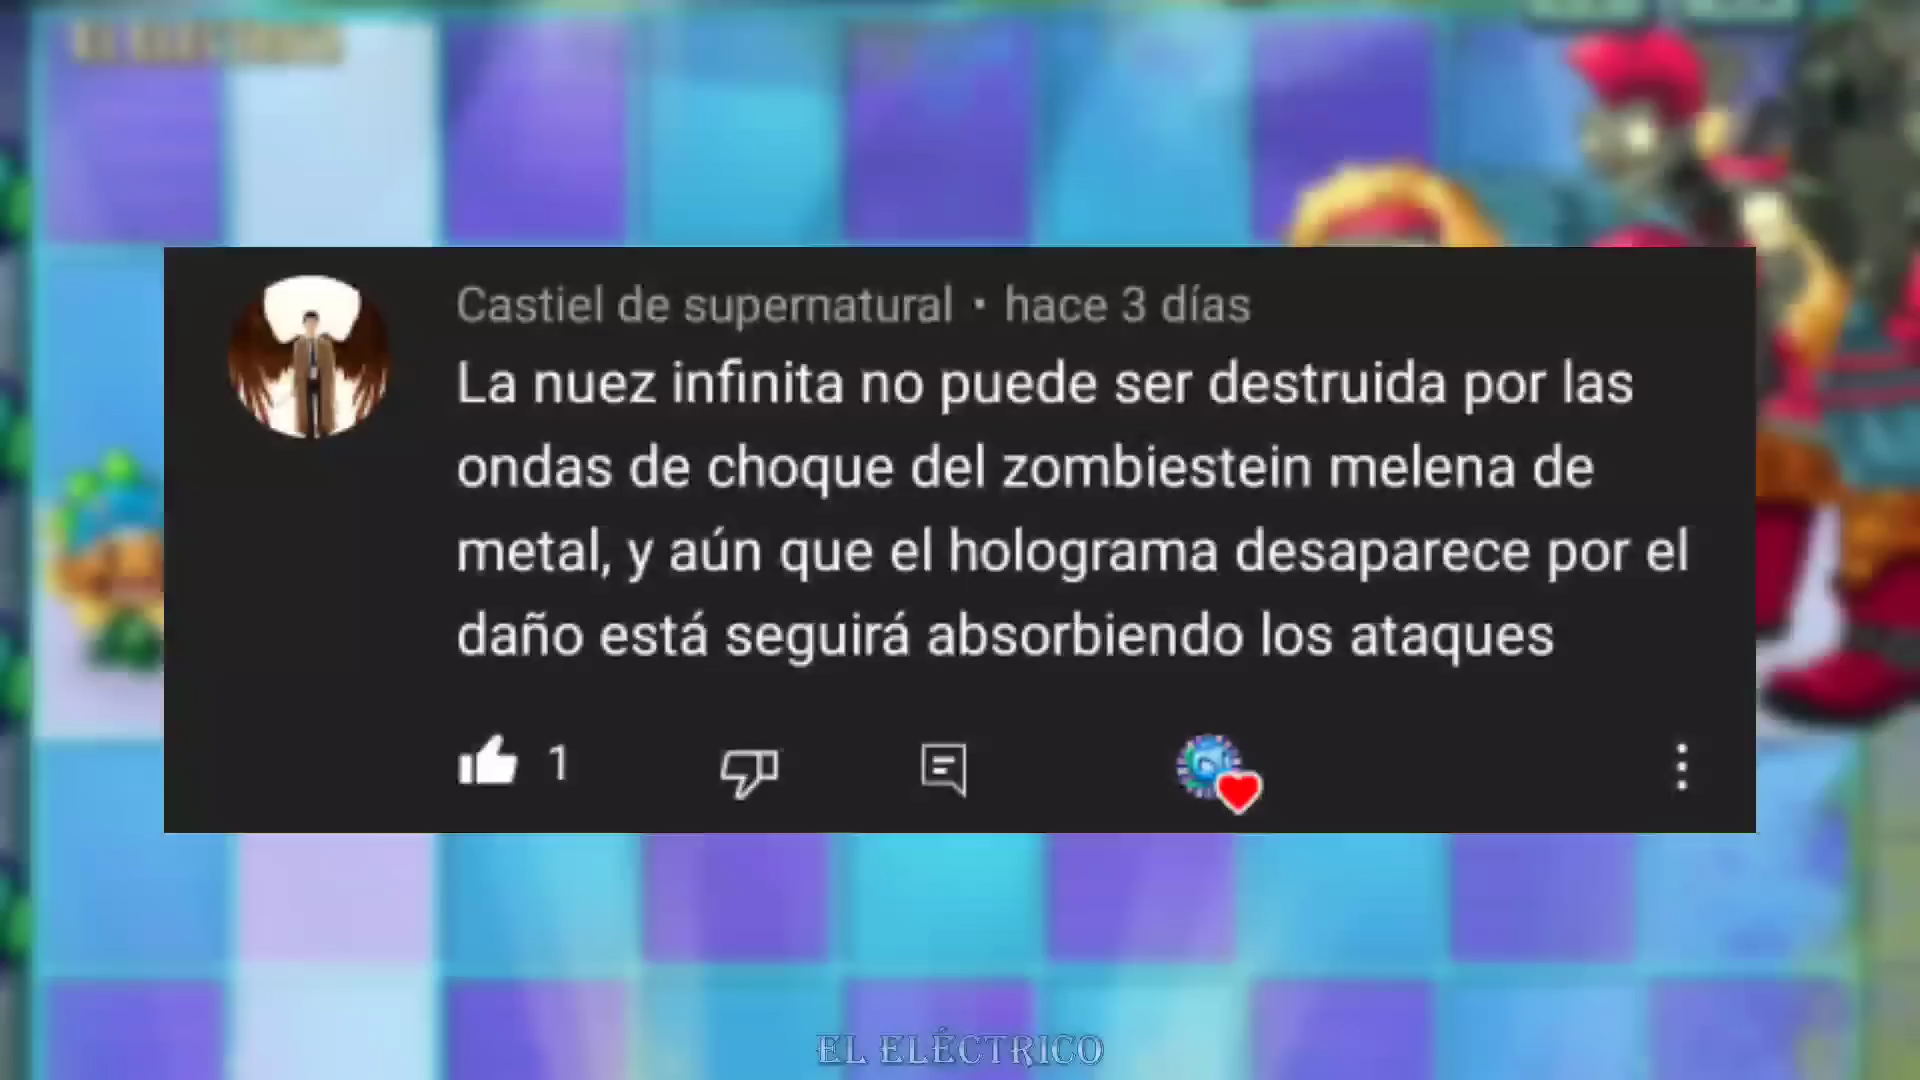 EL ELÉCTRICO
Castiel de supernatural · hace 3 días
La nuez infinita no puede ser destruida por las
ondas de choque del zombiestein melena de
metal, y aún que el holograma desaparece por el
daño está seguirá absorbiendo los ataques
1
EL ELÉCTRICO